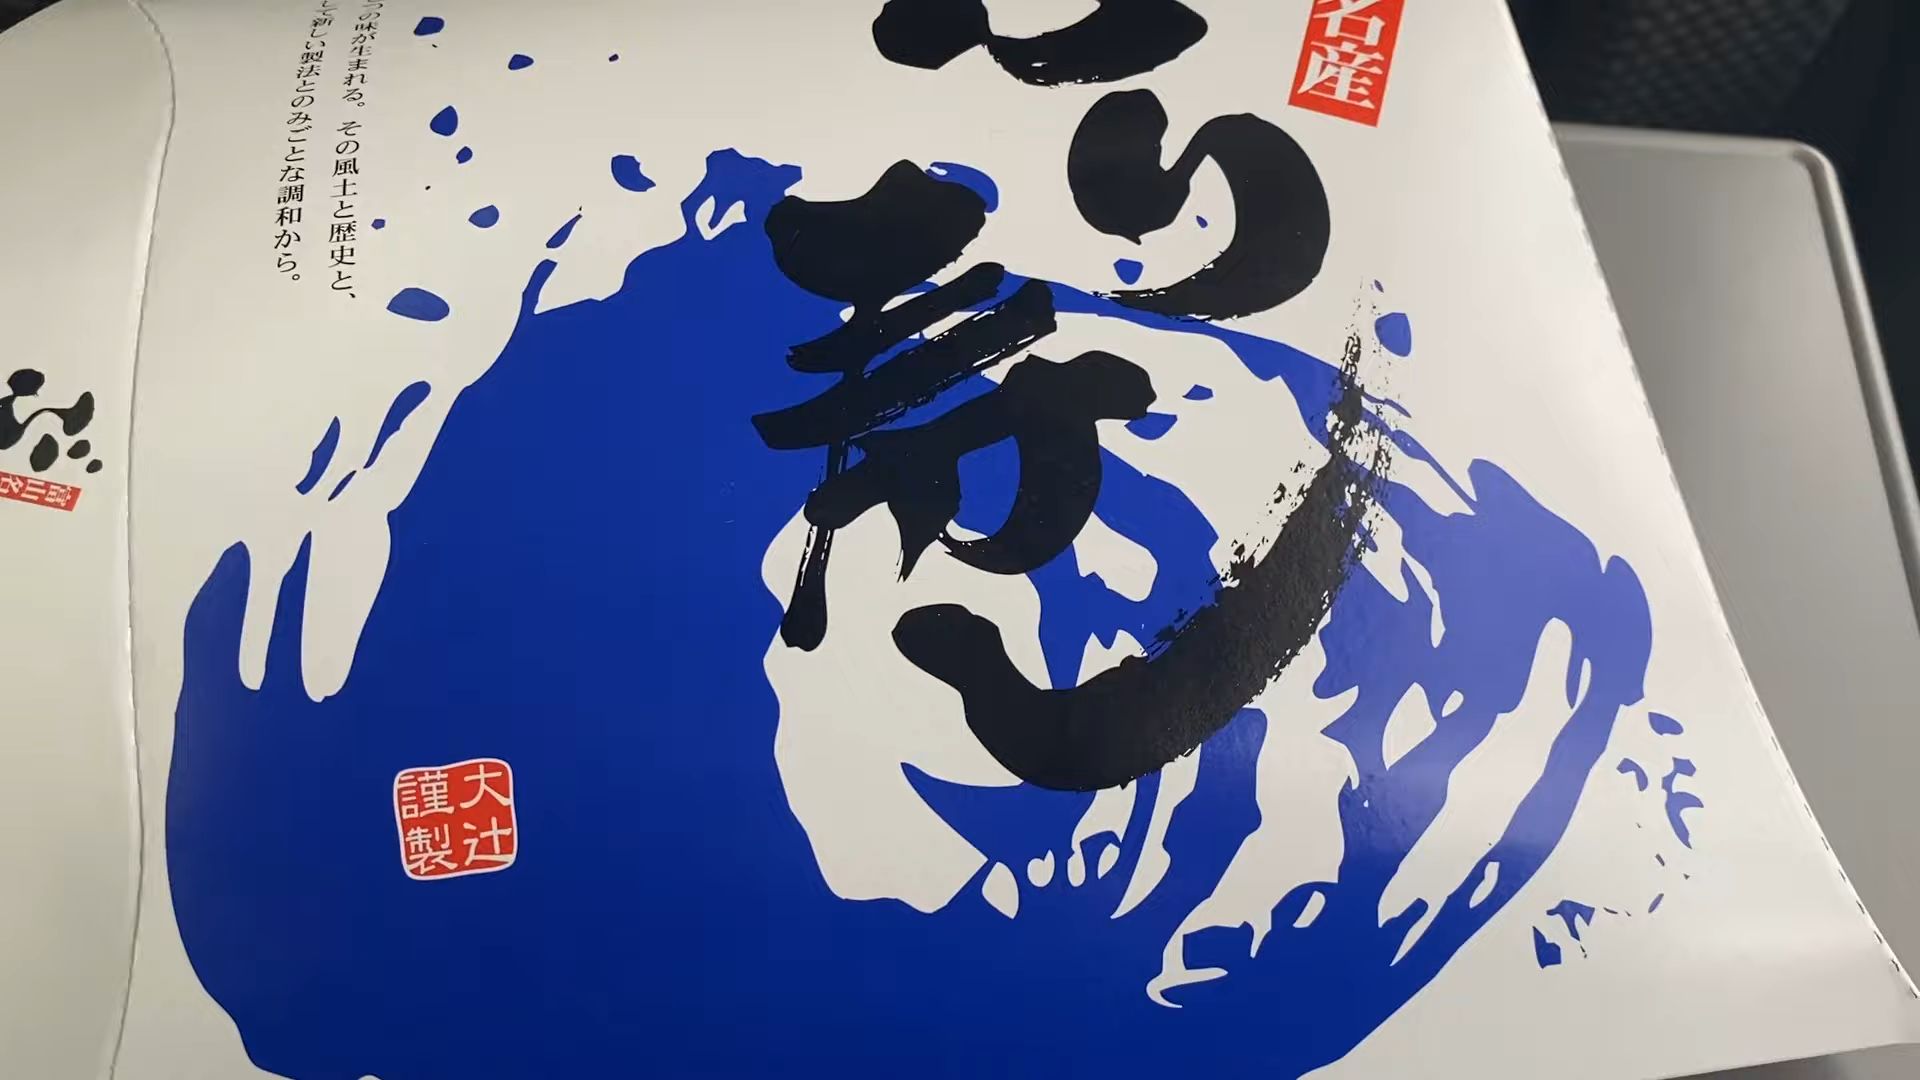 名産
り寿し
つの味が生まれる。その風土と歴史と、
て新しい製法とのみごとな調和から。
大辻
謹製
ぶ
富山名